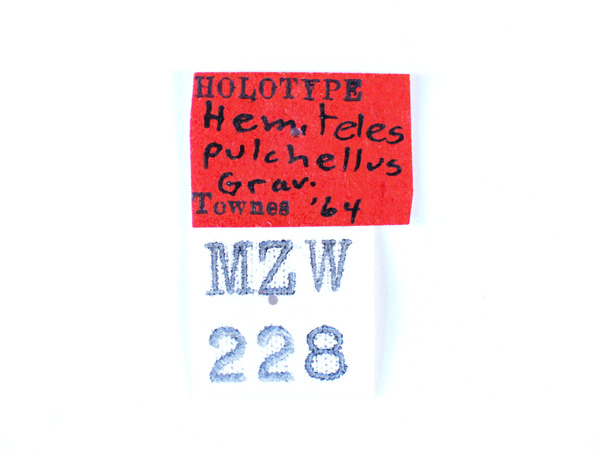 HOLOTYPE
Hemiteles
pulchellus
Grav.
Townes '64
MZW
228